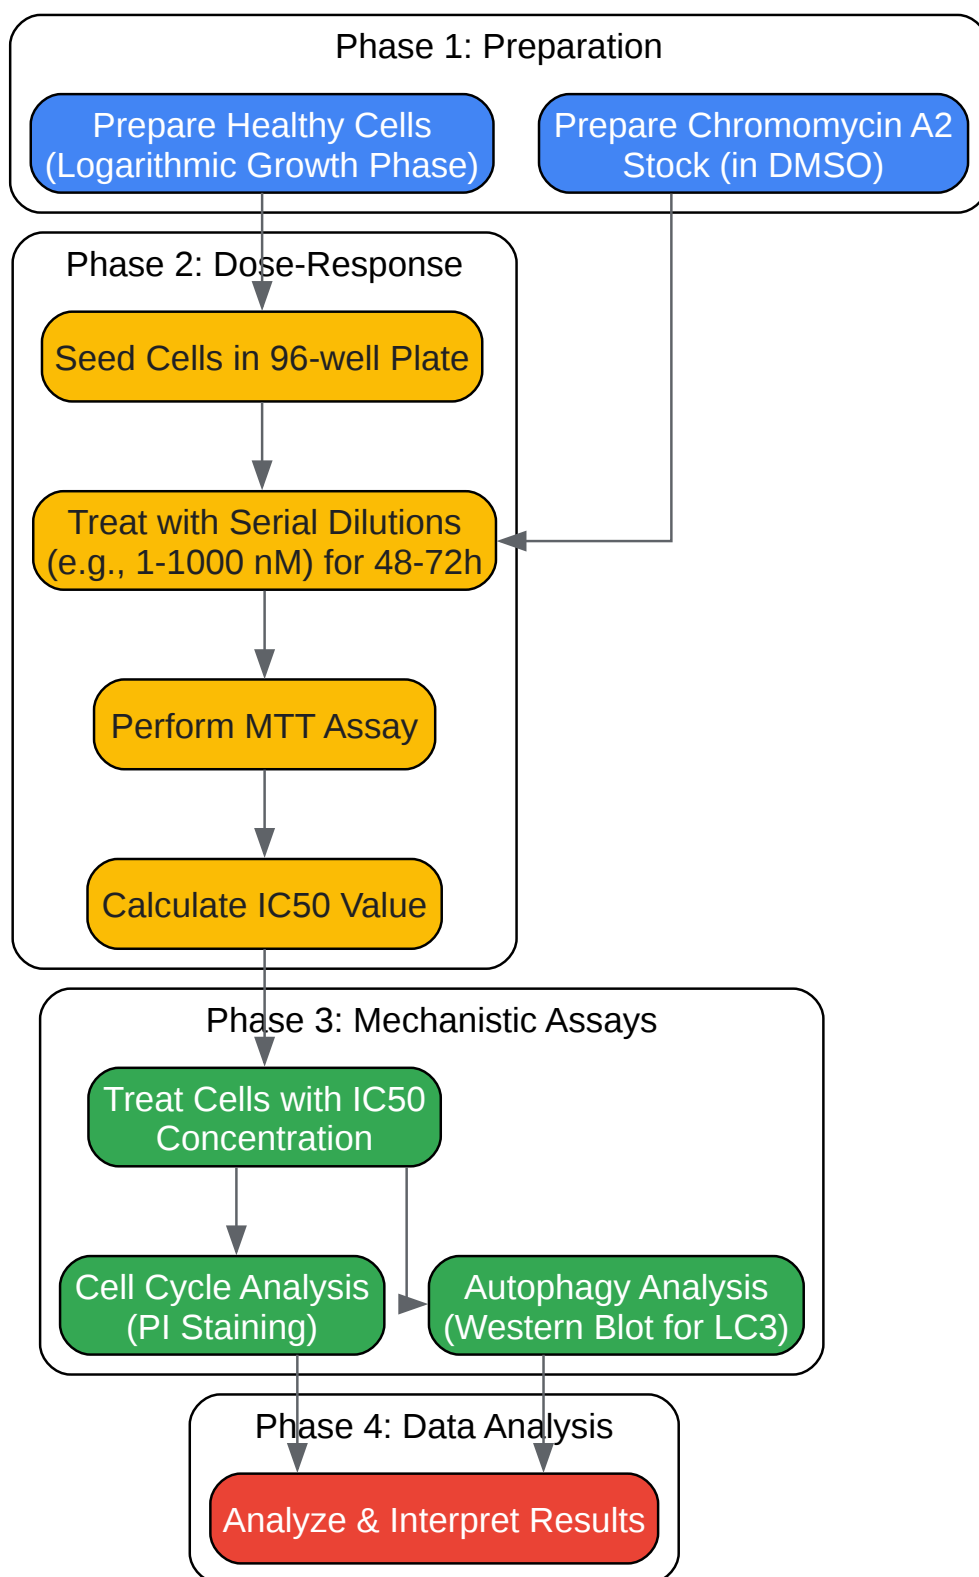 Phase 1: Preparation
Prepare Healthy Cells
(Logarithmic Growth Phase)
Prepare Chromomycin A2
Stock (in DMSO)
Phase 2: Dose-Response
Seed Cells in 96-well Plate
Treat with Serial Dilutions
(e.g., 1-1000 nM) for 48-72h
Perform MTT Assay
Calculate IC50 Value
Phase 3: Mechanistic Assays
Treat Cells with IC50
Concentration
Cell Cycle Analysis
(PI Staining)
Autophagy Analysis
(Western Blot for LC3)
Phase 4: Data Analysis
Analyze & Interpret Results